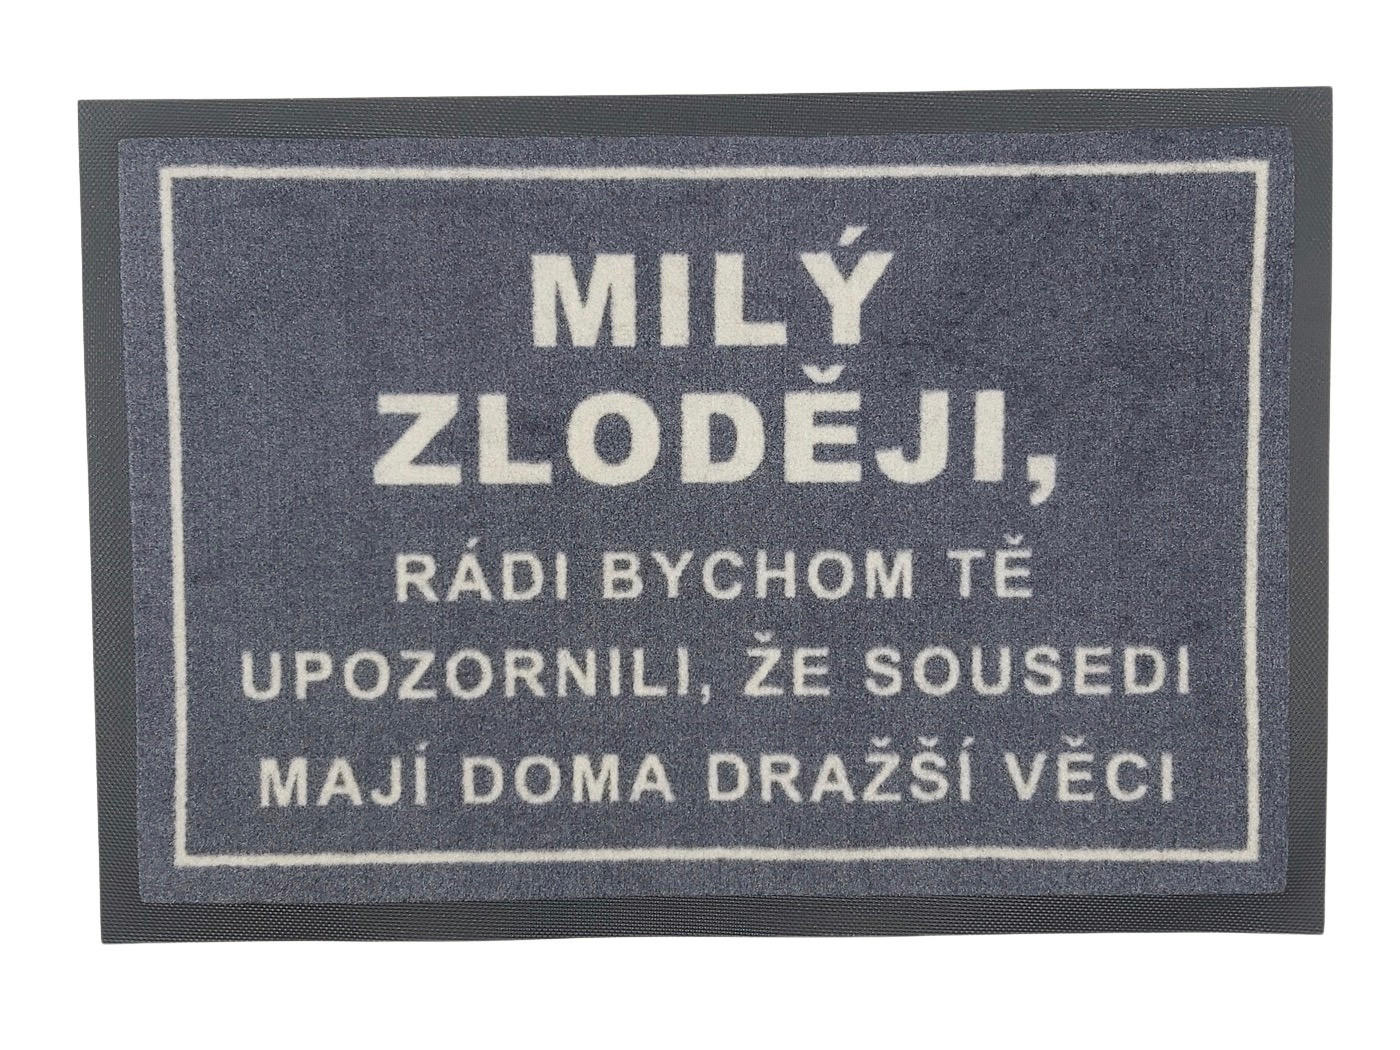 MILÝ
ZLODĚJI,
RÁDI BYCHOM TĚ
UPOZORNILI, ŽE SOUSEDI
MAJÍ DOMA DRAŽŠÍ VĚCI